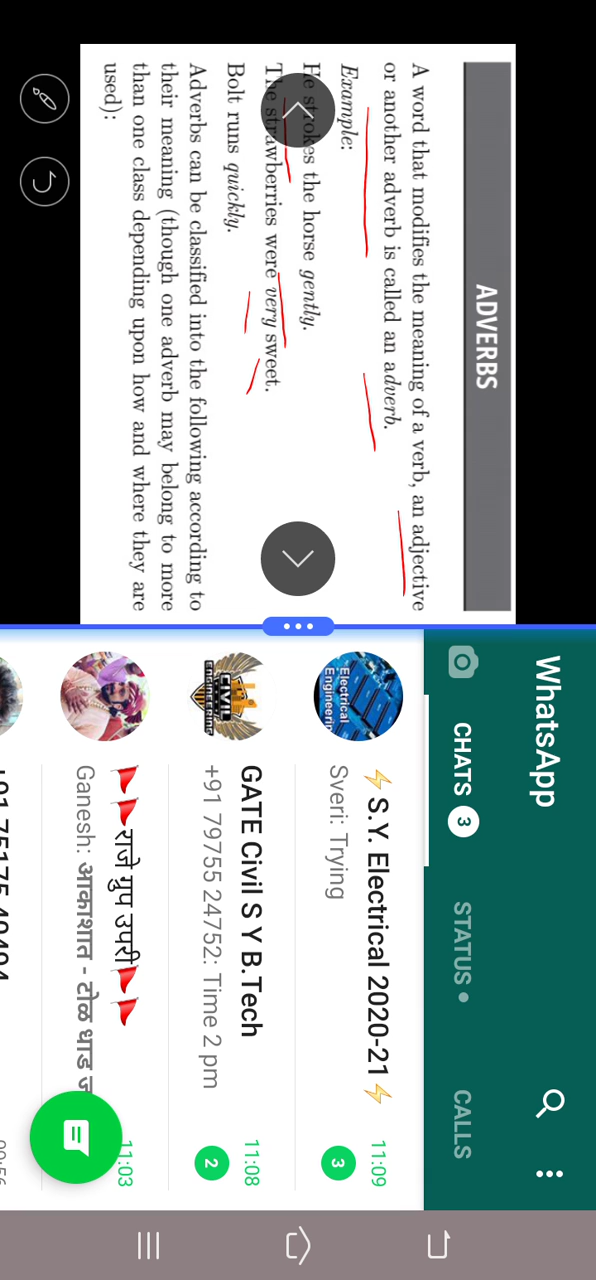 ADVERBS
A word that modifies the meaning of a verb, an adjective
or another adverb is called an adverb.
Example:
He strokes the horse gently.
The strawberries were very sweet.
Bolt runs quickly.
Adverbs can be classified into the following according to
their meaning (though one adverb may belong to more
than one class depending upon how and where they are
used):
WhatsApp
CHATS 3 STATUS CALLS
Electrical
⚡ S.Y. Electrical 2020-21 ⚡ 11:09
Sveri: Trying 3
CIVIL
ENGINEERING
GATE Civil S Y B.Tech 11:08
+91 79755 24752: Time 2 pm 2
🚩🚩राजे ग्रुप उपरी🚩🚩 11:03
Ganesh: आकाशात - टोळ धाड